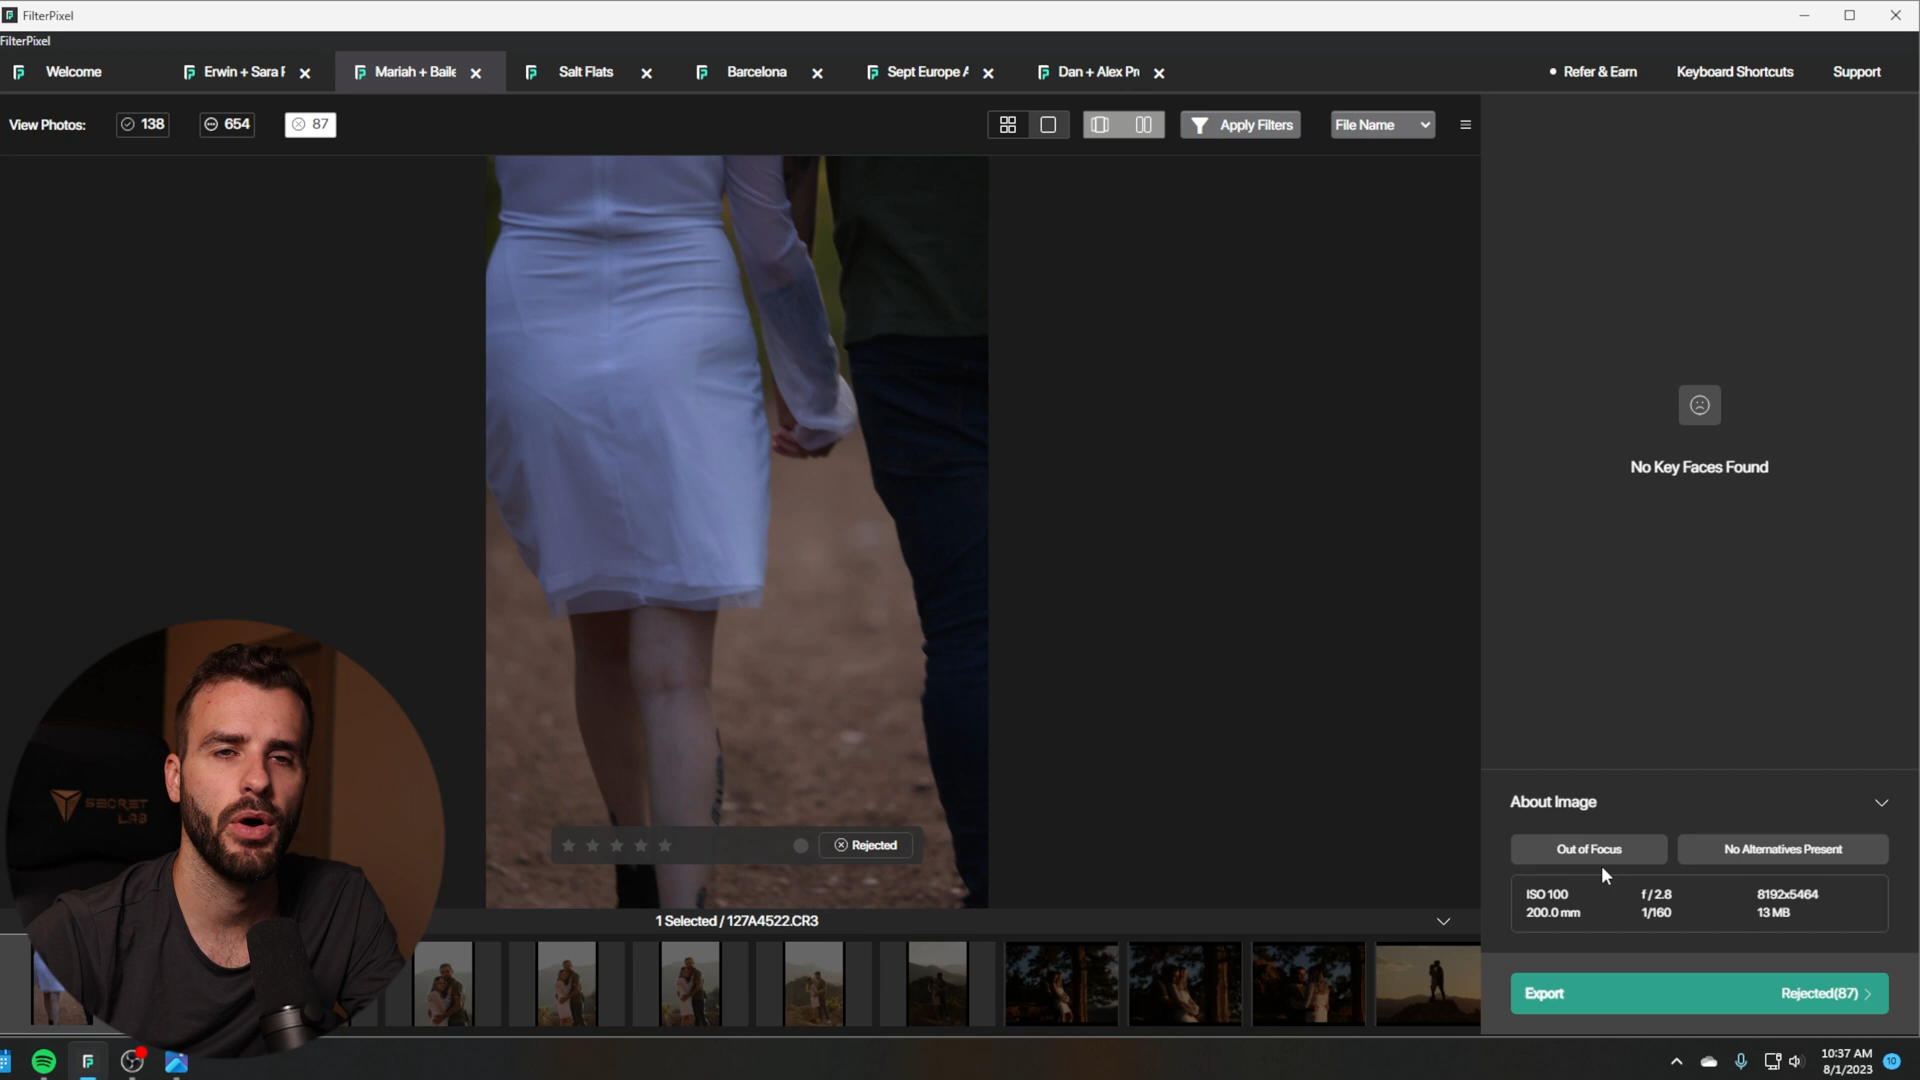 FilterPixel
FilterPixel
Welcome
Erwin + Sara F
Mariah + Baile
Salt Flats
Barcelona
Sept Europe A
Dan + Alex Pr
Refer & Earn
Keyboard Shortcuts
Support
View Photos:
138
654
87
Apply Filters
File Name
No Key Faces Found
About Image
Out of Focus
No Alternatives Present
Rejected
ISO 100 f/2.8 8192x5464
200.0 mm 1/160 13 MB
SECRET
LAB
1 Selected / 127A4522.CR3
Export
Rejected(87)
10:37 AM
8/1/2023
10